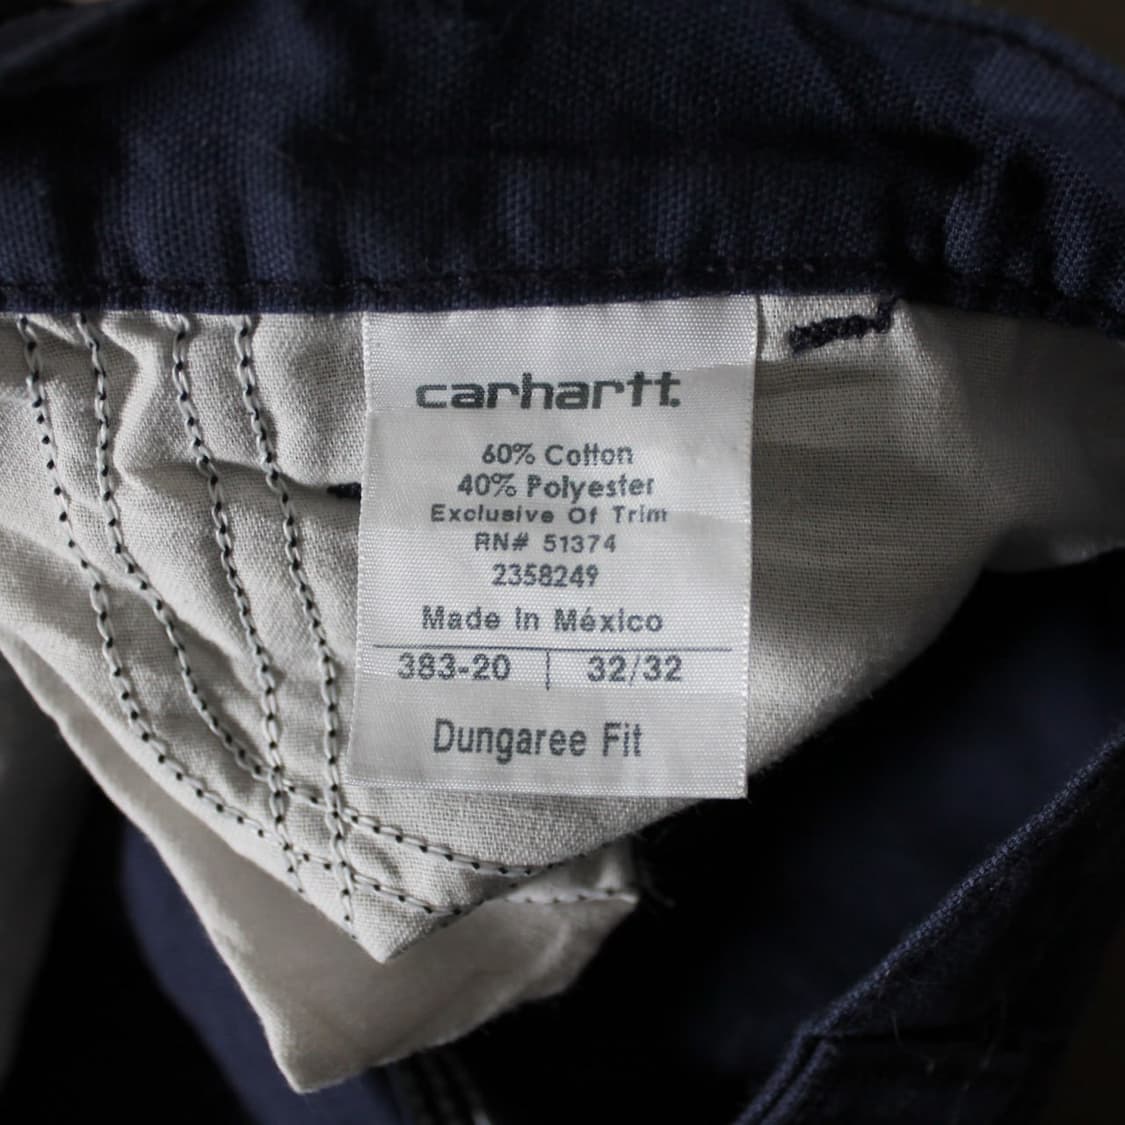 carhartt.
60% Cotton
40% Polyester
Exclusive Of Trim
RN# 51374
2358249
Made In México
383-20 | 32/32
Dungaree Fit